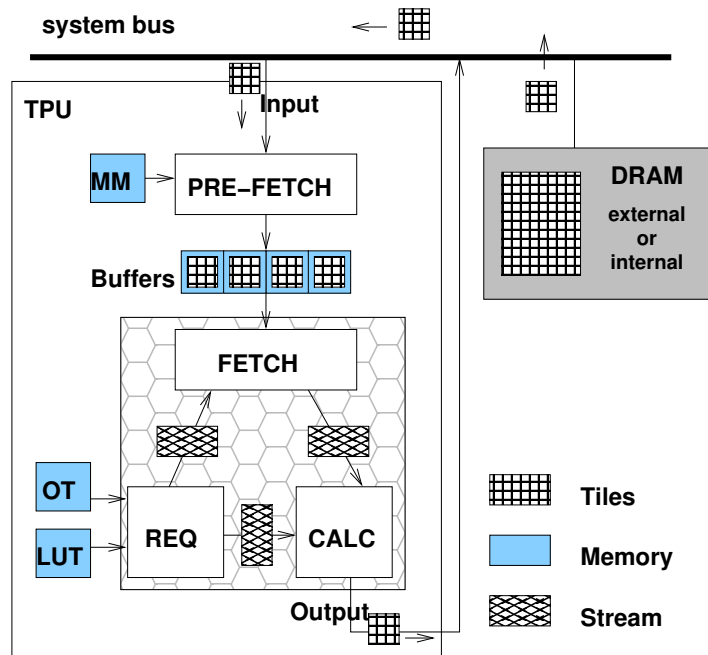 system bus
TPU
Input
MM
PRE-FETCH
DRAM
external
or
internal
Buffers
FETCH
OT
REQ
CALC
LUT
Output
Tiles
Memory
Stream